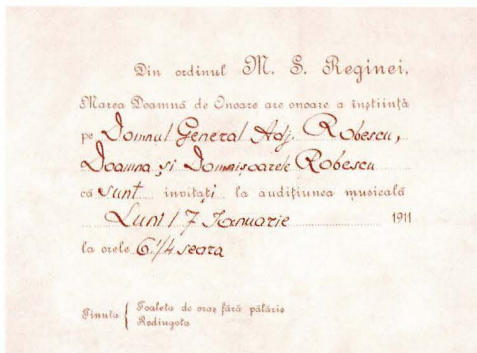 Din ordinul M. S. Reginei,
Marea Doamnă de Onoare are onoare a înștiința
pe Domnul General Adj. Robescu,
Doamna și Domnișoarele Robescu
că sunt invitați la audițiunea musicală
Luni 17 Ianuarie 1911
la orele 6 1/4 seara
Ținuta { Toaleta de oraș fără pălărie
Redingota